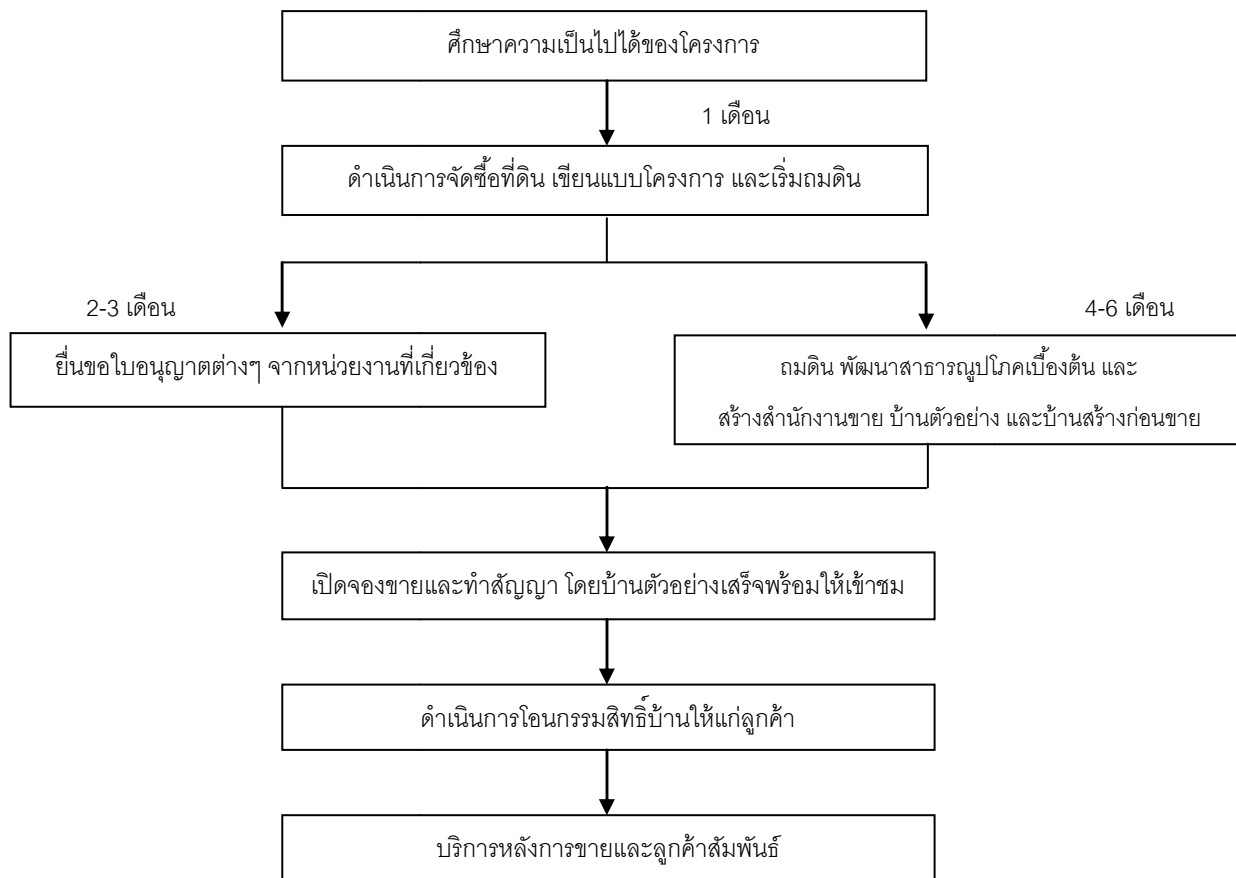 ศึกษาความเป็นไปได้ของโครงการ
1 เดือน
ดำเนินการจัดซื้อที่ดิน เขียนแบบโครงการ และเริ่มถมดิน
2-3 เดือน
4-6 เดือน
ยื่นขอใบอนุญาตต่างๆ จากหน่วยงานที่เกี่ยวข้อง
ถมดิน พัฒนาสาธารณูปโภคเบื้องต้น และ
สร้างสำนักงานขาย บ้านตัวอย่าง และบ้านสร้างก่อนขาย
เปิดจองขายและทำสัญญา โดยบ้านตัวอย่างเสร็จพร้อมให้เข้าชม
ดำเนินการโอนกรรมสิทธิ์บ้านให้แก่ลูกค้า
บริการหลังการขายและลูกค้าสัมพันธ์